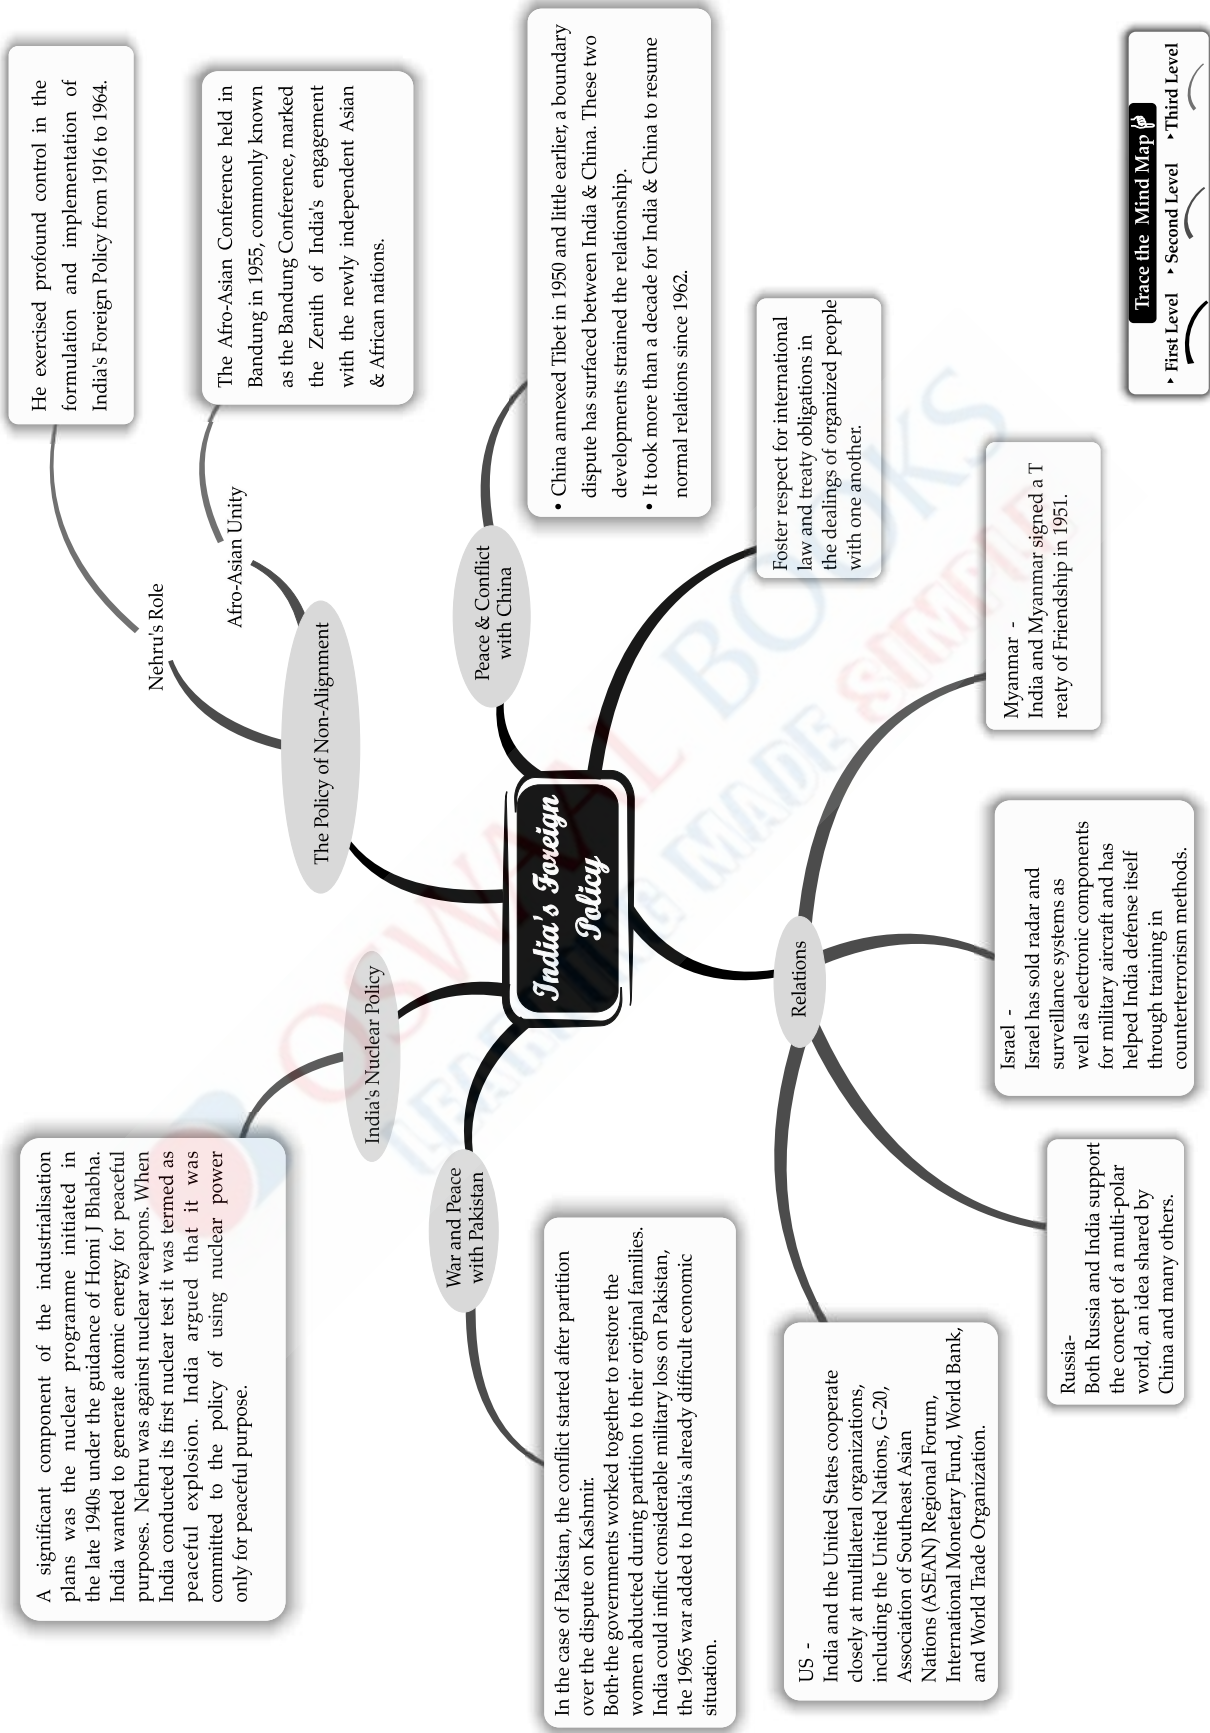 A significant component of the industrialisation
plans was the nuclear programme initiated in
the late 1940s under the guidance of Homi J Bhabha.
India wanted to generate atomic energy for peaceful
purposes. Nehru was against nuclear weapons. When
India conducted its first nuclear test it was termed as
peaceful explosion. India argued that it was
committed to the policy of using nuclear power
only for peaceful purpose.
India's Nuclear Policy
Nehru's Role
He exercised profound control in the
formulation and implementation of
India's Foreign Policy from 1916 to 1964.
Afro-Asian Unity
The Afro-Asian Conference held in
Bandung in 1955, commonly known
as the Bandung Conference, marked
the Zenith of India's engagement
with the newly independent Asian
& African nations.
The Policy of Non-Alignment
War and Peace
with Pakistan
In the case of Pakistan, the conflict started after partition
over the dispute on Kashmir.
Both the governments worked together to restore the
women abducted during partition to their original families.
India could inflict considerable military loss on Pakistan,
the 1965 war added to India's already difficult economic
situation.
India's Foreign
Policy
Peace & Conflict
with China
• China annexed Tibet in 1950 and little earlier, a boundary
dispute has surfaced between India & China. These two
developments strained the relationship.
• It took more than a decade for India & China to resume
normal relations since 1962.
Foster respect for international
law and treaty obligations in
the dealings of organized people
with one another.
Relations
US -
India and the United States cooperate
closely at multilateral organizations,
including the United Nations, G-20,
Association of Southeast Asian
Nations (ASEAN) Regional Forum,
International Monetary Fund, World Bank,
and World Trade Organization.
Russia-
Both Russia and India support
the concept of a multi-polar
world, an idea shared by
China and many others.
Israel -
Israel has sold radar and
surveillance systems as
well as electronic components
for military aircraft and has
helped India defense itself
through training in
counterterrorism methods.
Myanmar -
India and Myanmar signed a T
reaty of Friendship in 1951.
Trace the Mind Map
First Level Second Level Third Level
OSWAAL BOOKS
LEARNING MADE SIMPLE